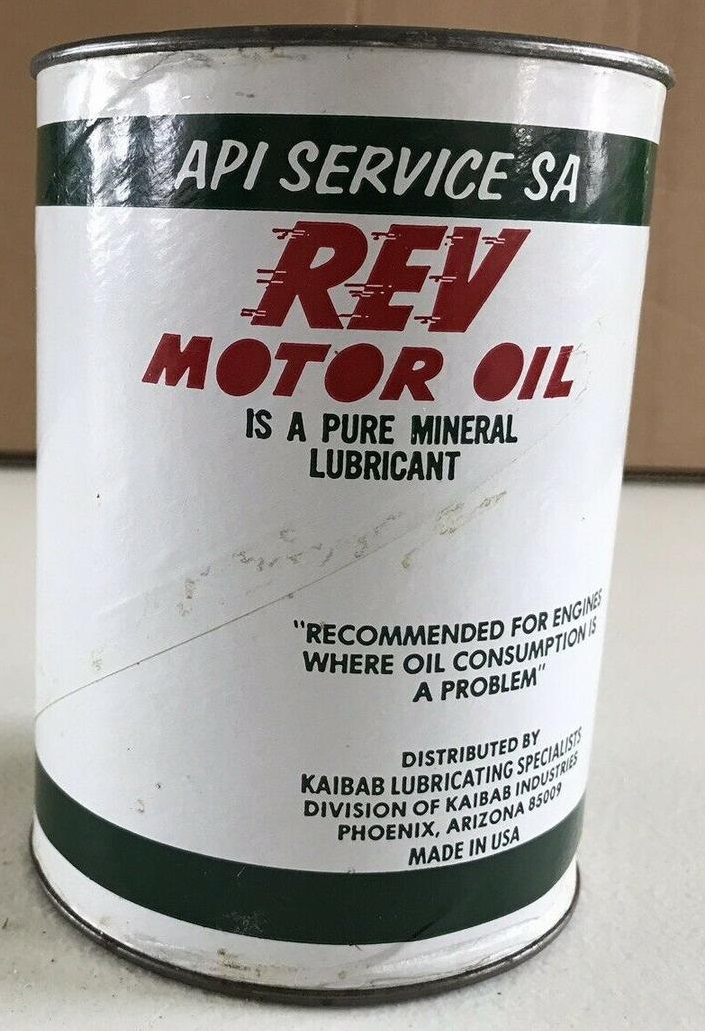 API SERVICE SA
REV
MOTOR OIL
IS A PURE MINERAL
LUBRICANT
"RECOMMENDED FOR ENGINES
WHERE OIL CONSUMPTION IS
A PROBLEM"
DISTRIBUTED BY
KAIBAB LUBRICATING SPECIALISTS
DIVISION OF KAIBAB INDUSTRIES
PHOENIX, ARIZONA 85009
MADE IN USA